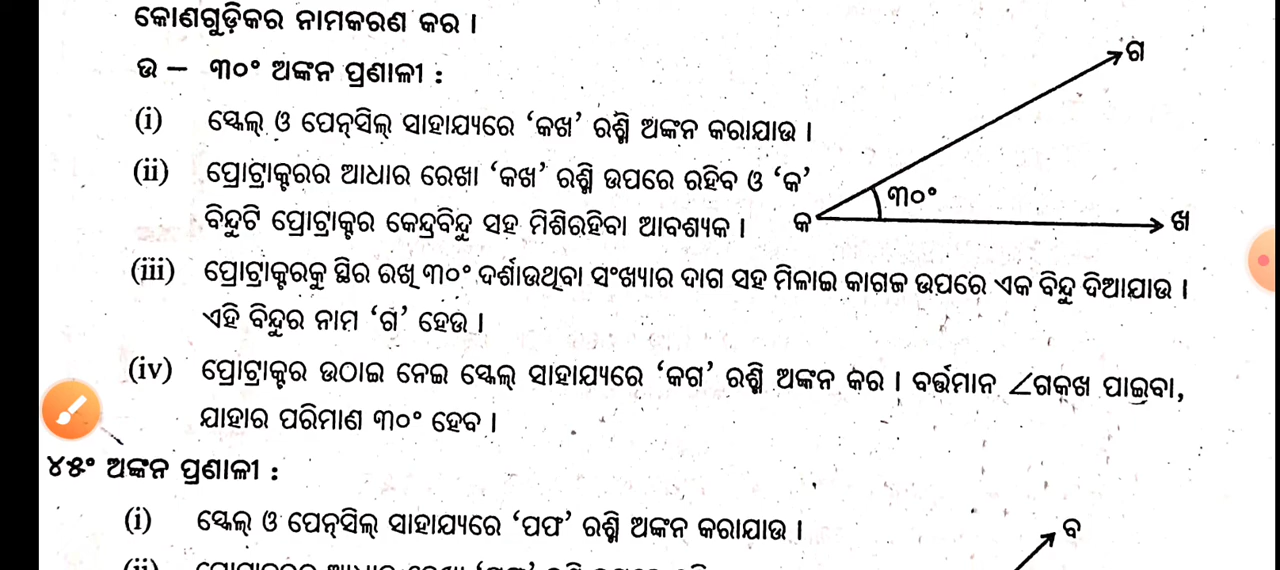 କୋଣଗୁଡ଼ିକର ନାମକରଣ କର ।
ଉ – ୩୦° ଅଙ୍କନ ପ୍ରଣାଳୀ :
ଗ
(i) ସ୍କେଲ୍ ଓ ପେନ୍‌ସିଲ୍ ସାହାଯ୍ୟରେ ‘କଖ’ ରଶ୍ମି ଅଙ୍କନ କରାଯାଉ ।
(ii) ପ୍ରୋଟ୍ରାକ୍ଟରର ଆଧାର ରେଖା ‘କଖ’ ରଶ୍ମି ଉପରେ ରହିବ ଓ ‘କ’
୩୦°
ବିନ୍ଦୁଟି ପ୍ରୋଟ୍ରାକ୍ଟର କେନ୍ଦ୍ରବିନ୍ଦୁ ସହ ମିଶିରହିବା ଆବଶ୍ୟକ ।
କ ଖ
(iii) ପ୍ରୋଟ୍ରାକ୍ଟରକୁ ସ୍ଥିର ରଖି ୩୦° ଦର୍ଶାଉଥିବା ସଂଖ୍ୟାର ଦାଗ ସହ ମିଳାଇ କାଗଜ ଉପରେ ଏକ ବିନ୍ଦୁ ଦିଆଯାଉ ।
ଏହି ବିନ୍ଦୁର ନାମ ‘ଗ’ ହେଉ ।
(iv) ପ୍ରୋଟ୍ରାକ୍ଟର ଉଠାଇ ନେଇ ସ୍କେଲ୍ ସାହାଯ୍ୟରେ ‘କଗ’ ରଶ୍ମି ଅଙ୍କନ କର । ବର୍ତ୍ତମାନ ∠ଗକଖ ପାଇବା,
ଯାହାର ପରିମାଣ ୩୦° ହେବ ।
୪୫° ଅଙ୍କନ ପ୍ରଣାଳୀ :
(i) ସ୍କେଲ୍ ଓ ପେନ୍‌ସିଲ୍ ସାହାଯ୍ୟରେ ‘ପଫ’ ରଶ୍ମି ଅଙ୍କନ କରାଯାଉ ।
ବ
(ii)